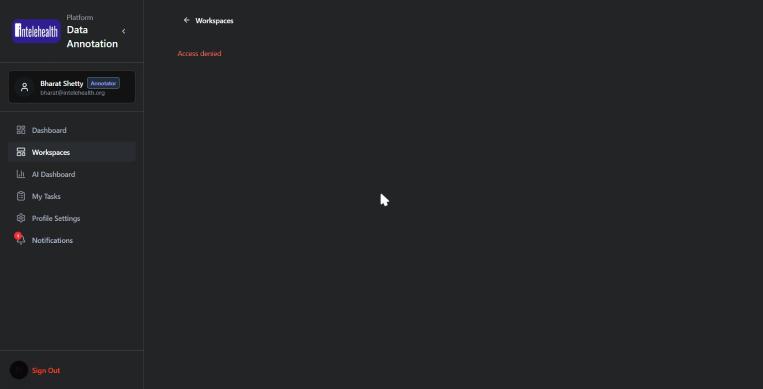 Intelehealth
Platform
Data
Annotation
Bharat Shetty Annotator
bharat@intelehealth.org
Dashboard
Workspaces
AI Dashboard
My Tasks
Profile Settings
Notifications
Sign Out
Workspaces
Access denied